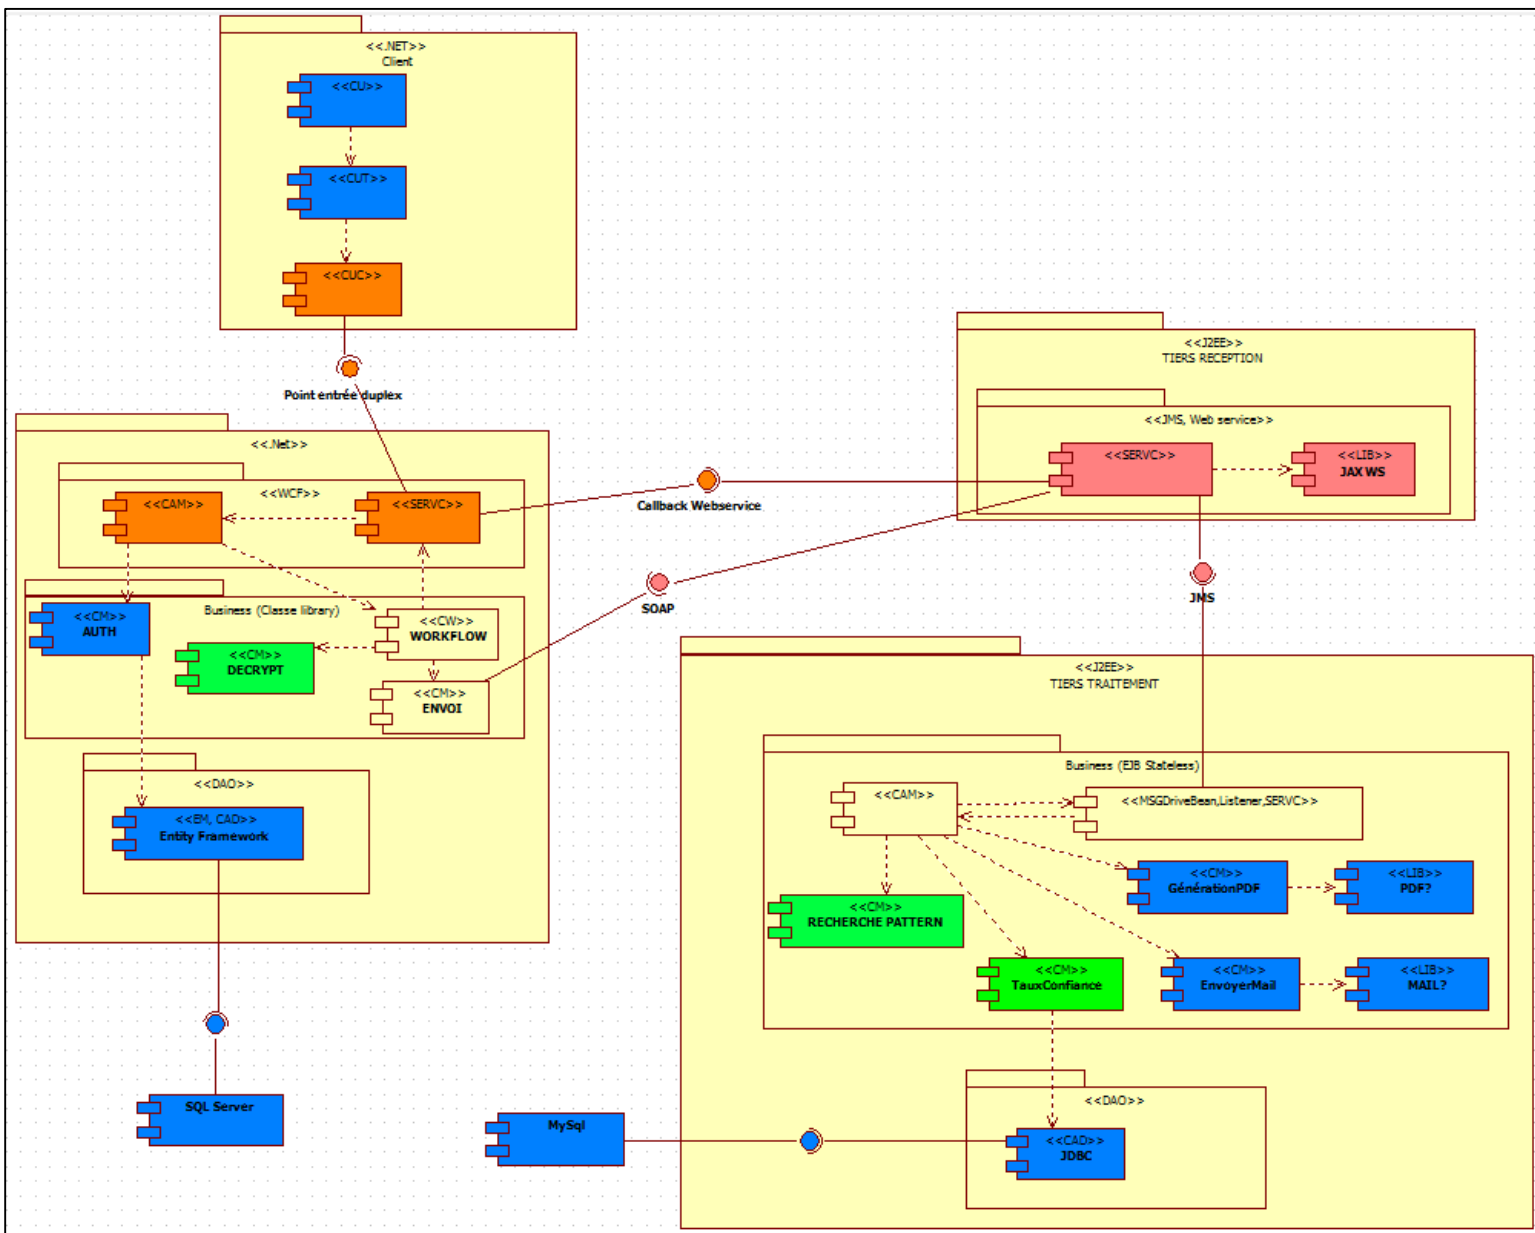 <<.NET>>
Client
<<CU>>
<<CUT>>
<<CUC>>
Point entrée duplex
<<.Net>>
<<WCF>>
<<CAM>>
<<SERVC>>
Callback Webservice
<<J2EE>>
TIERS RECEPTION
<<JMS, Web service>>
<<SERVC>>
<<LIB>>
JAX WS
SOAP
JMS
Business (Classe library)
<<CM>>
AUTH
<<CM>>
DECRYPT
<<CW>>
WORKFLOW
<<CM>>
ENVOI
<<DAO>>
<<EM, CAD>>
Entity Framework
SQL Server
<<J2EE>>
TIERS TRAITEMENT
Business (EJB Stateless)
<<CAM>>
<<MSGDriveBean,Listener,SERVC>>
<<CM>>
GénérationPDF
<<LIB>>
PDF?
<<CM>>
RECHERCHE PATTERN
<<CM>>
TauxConfiance
<<CM>>
EnvoyerMail
<<LIB>>
MAIL?
<<DAO>>
<<CAD>>
JDBC
MySql